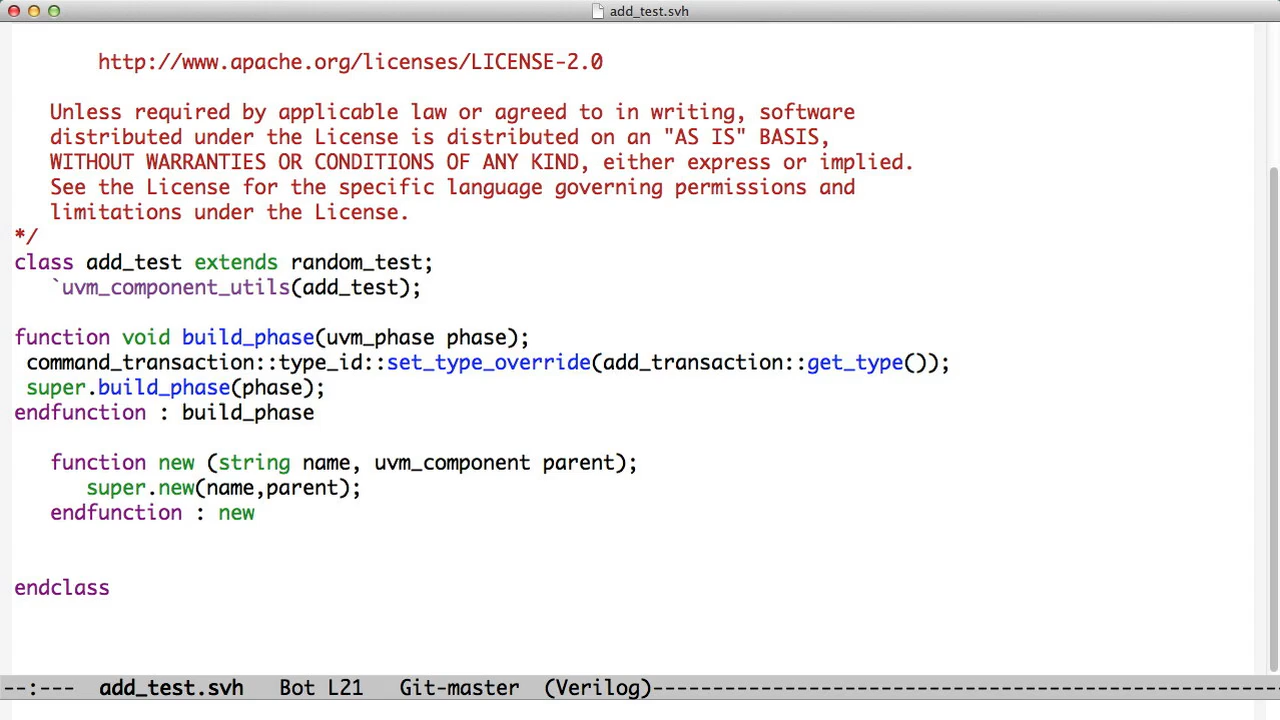 add_test.svh
http://www.apache.org/licenses/LICENSE-2.0
Unless required by applicable law or agreed to in writing, software
distributed under the License is distributed on an "AS IS" BASIS,
WITHOUT WARRANTIES OR CONDITIONS OF ANY KIND, either express or implied.
See the License for the specific language governing permissions and
limitations under the License.
*/
class add_test extends random_test;
`uvm_component_utils(add_test);
function void build_phase(uvm_phase phase);
command_transaction::type_id::set_type_override(add_transaction::get_type());
super.build_phase(phase);
endfunction : build_phase
function new (string name, uvm_component parent);
super.new(name,parent);
endfunction : new
endclass
--:--- add_test.svh Bot L21 Git-master (Verilog)----------------------------------------------------